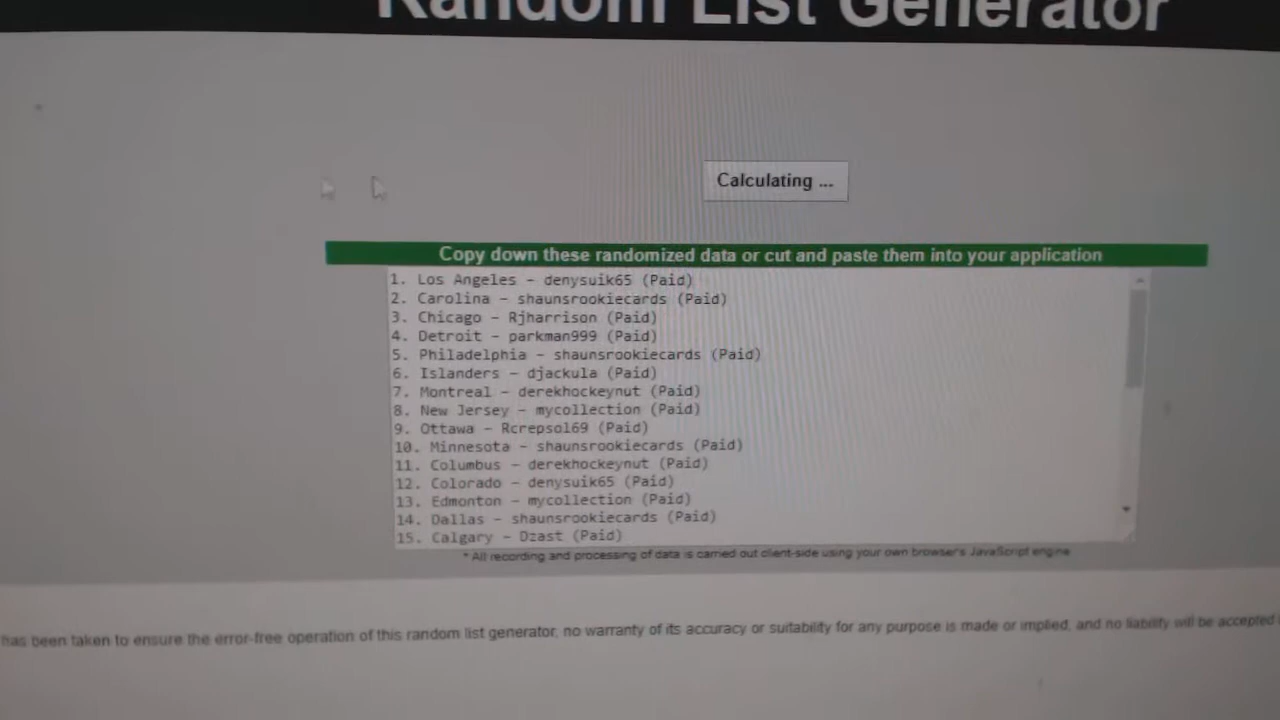 Random List Generator
Calculating ...
Copy down these randomized data or cut and paste them into your application
1. Los Angeles - denysuik65 (Paid)
2. Carolina - shaunsrookiecards (Paid)
3. Chicago - Rjharrison (Paid)
4. Detroit - parkman999 (Paid)
5. Philadelphia - shaunsrookiecards (Paid)
6. Islanders - djackula (Paid)
7. Montreal - derekhockeynut (Paid)
8. New Jersey - mycollection (Paid)
9. Ottawa - Rcrepsol69 (Paid)
10. Minnesota - shaunsrookiecards (Paid)
11. Columbus - derekhockeynut (Paid)
12. Colorado - denysuik65 (Paid)
13. Edmonton - mycollection (Paid)
14. Dallas - shaunsrookiecards (Paid)
15. Calgary - Dzast (Paid)
* All recording and processing of data is carried out client-side using your own browser's JavaScript engine
has been taken to ensure the error-free operation of this random list generator, no warranty of its accuracy or suitability for any purpose is made or implied, and no liability will be accepted